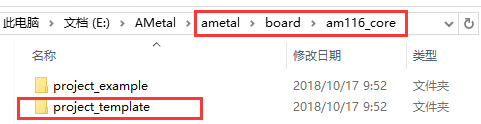 此电脑 > 文档 (E:) > AMetal > ametal > board > am116_core
名称 修改日期 类型
project_example 2018/10/17 9:52 文件夹
project_template 2018/10/17 9:52 文件夹